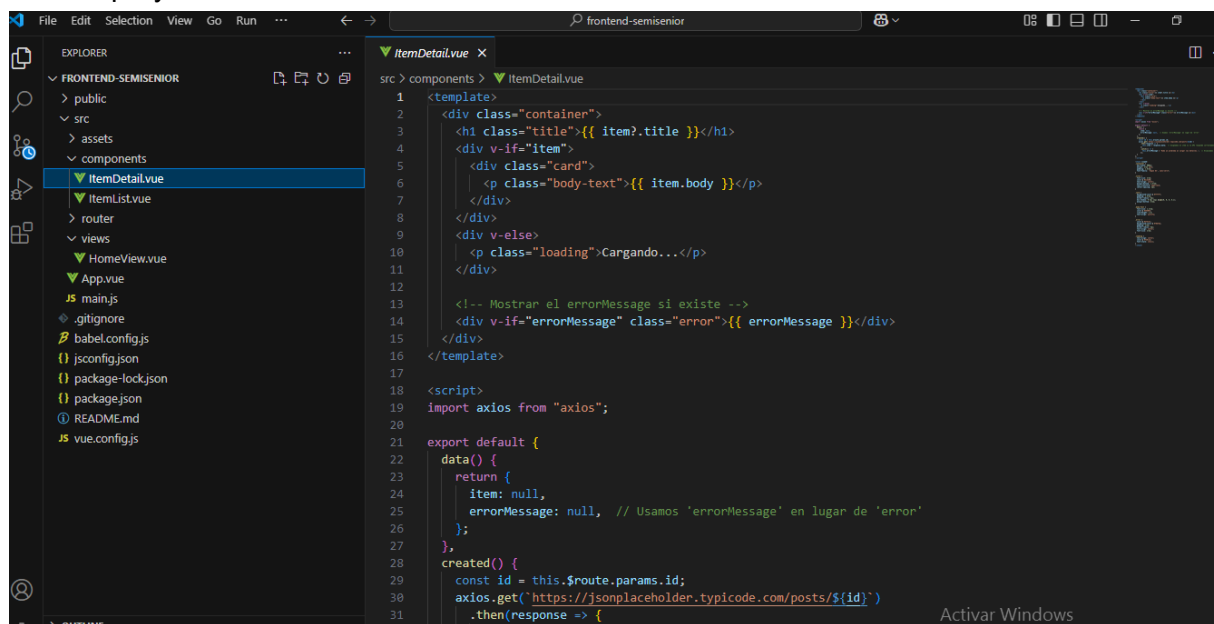 File Edit Selection View Go Run ... ← → frontend-semisenior
EXPLORER ...
FRONTEND-SEMISENIOR
public
src
assets
components
ItemDetail.vue
ItemList.vue
router
views
HomeView.vue
App.vue
JS main.js
.gitignore
babel.config.js
{} jsconfig.json
{} package-lock.json
{} package.json
README.md
JS vue.config.js
ItemDetail.vue ×
src > components > ItemDetail.vue
1 <template>
2 <div class="container">
3 <h1 class="title">{{ item?.title }}</h1>
4 <div v-if="item">
5 <div class="card">
6 <p class="body-text">{{ item.body }}</p>
7 </div>
8 </div>
9 <div v-else>
10 <p class="loading">Cargando...</p>
11 </div>
12
13 <!-- Mostrar el errorMessage si existe -->
14 <div v-if="errorMessage" class="error">{{ errorMessage }}</div>
15 </div>
16 </template>
17
18 <script>
19 import axios from "axios";
20
21 export default {
22 data() {
23 return {
24 item: null,
25 errorMessage: null, // Usamos 'errorMessage' en lugar de 'error'
26 };
27 },
28 created() {
29 const id = this.$route.params.id;
30 axios.get(`https://jsonplaceholder.typicode.com/posts/${id}`)
31 .then(response => {
Activar Windows